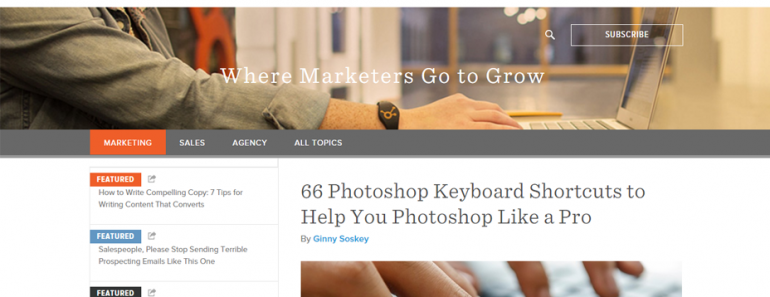 SUBSCRIBE
Where Marketers Go to Grow
MARKETING SALES AGENCY ALL TOPICS
FEATURED
How to Write Compelling Copy: 7 Tips for
Writing Content That Converts
FEATURED
Salespeople, Please Stop Sending Terrible
Prospecting Emails Like This One
FEATURED
66 Photoshop Keyboard Shortcuts to
Help You Photoshop Like a Pro
By Ginny Soskey